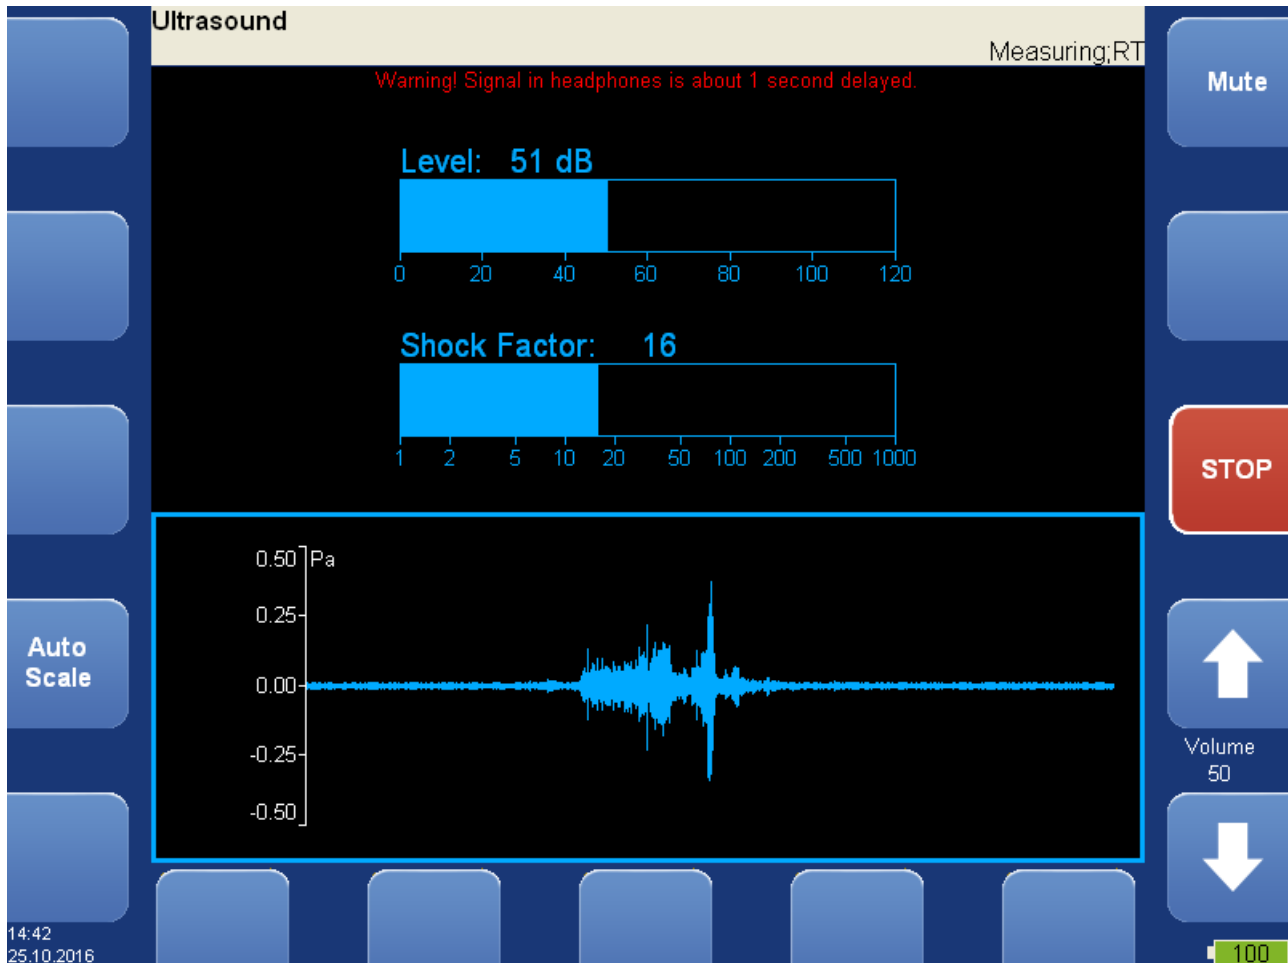 Ultrasound
Measuring;RT
Warning! Signal in headphones is about 1 second delayed.
Mute
Level: 51 dB
0 20 40 60 80 100 120
Shock Factor: 16
1 2 5 10 20 50 100 200 500 1000
STOP
0.50 Pa
0.25
0.00
-0.25
-0.50
Auto
Scale
Volume
50
14:42
25.10.2016
100